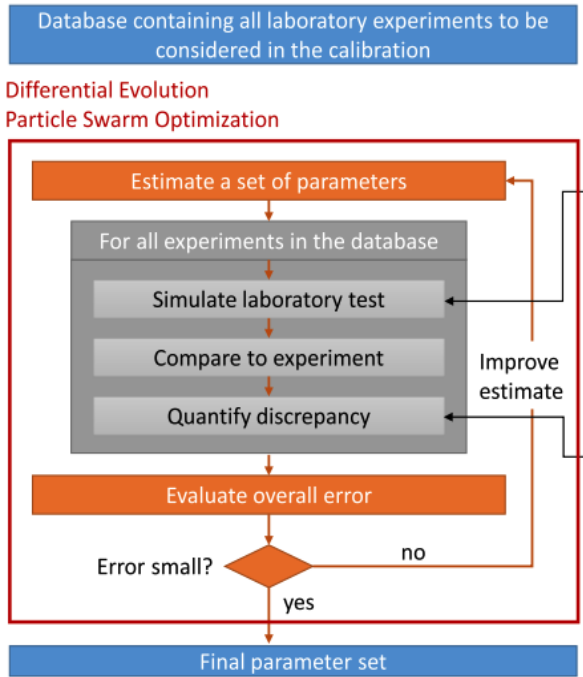 Database containing all laboratory experiments to be
considered in the calibration
Differential Evolution
Particle Swarm Optimization
Estimate a set of parameters
For all experiments in the database
Simulate laboratory test
Compare to experiment
Quantify discrepancy
Improve
estimate
Evaluate overall error
Error small?
no
yes
Final parameter set